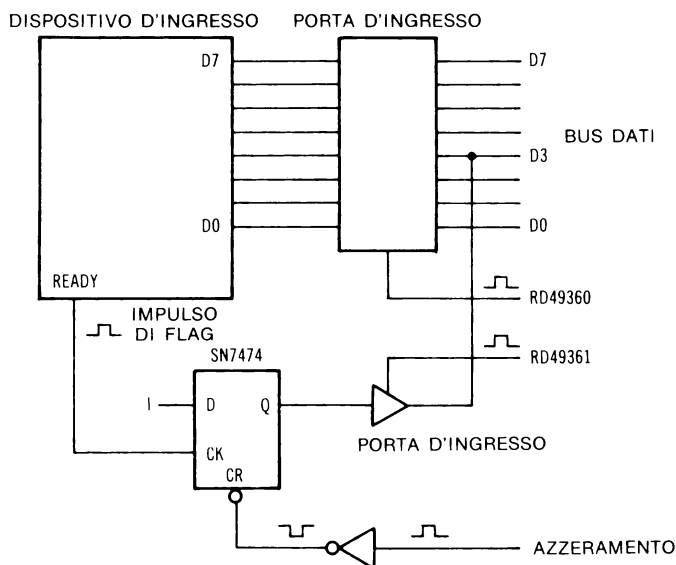 DISPOSITIVO D'INGRESSO
PORTA D'INGRESSO
D7
D7
BUS DATI
D3
D0
D0
READY
RD49360
IMPULSO
DI FLAG
SN7474
RD49361
1
D
Q
PORTA D'INGRESSO
CK
CR
AZZERAMENTO